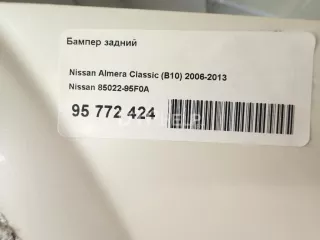 Бампер задний
Nissan Almera Classic (B10) 2006-2013
Nissan 85022-95F0A
95 772 424